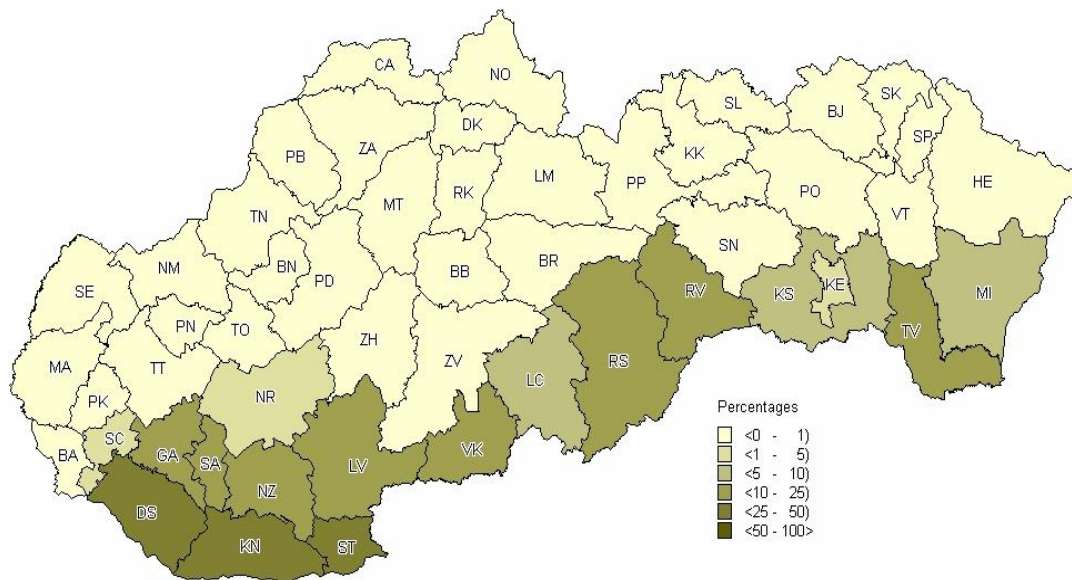 CA
NO
SL
BJ
SK
DK
SP
PB
ZA
KK
LM
PP
HE
MT
RK
PO
TN
VT
SN
NM
BN
BB
BR
PD
SE
RV
KS
KE
MI
PN
TO
ZH
TV
MA
TT
ZV
RS
LC
PK
NR
SC
BA
GA
SA
LV
VK
NZ
DS
KN
ST
Percentages
<0 - 1)
<1 - 5)
<5 - 10)
<10 - 25)
<25 - 50)
<50 - 100>